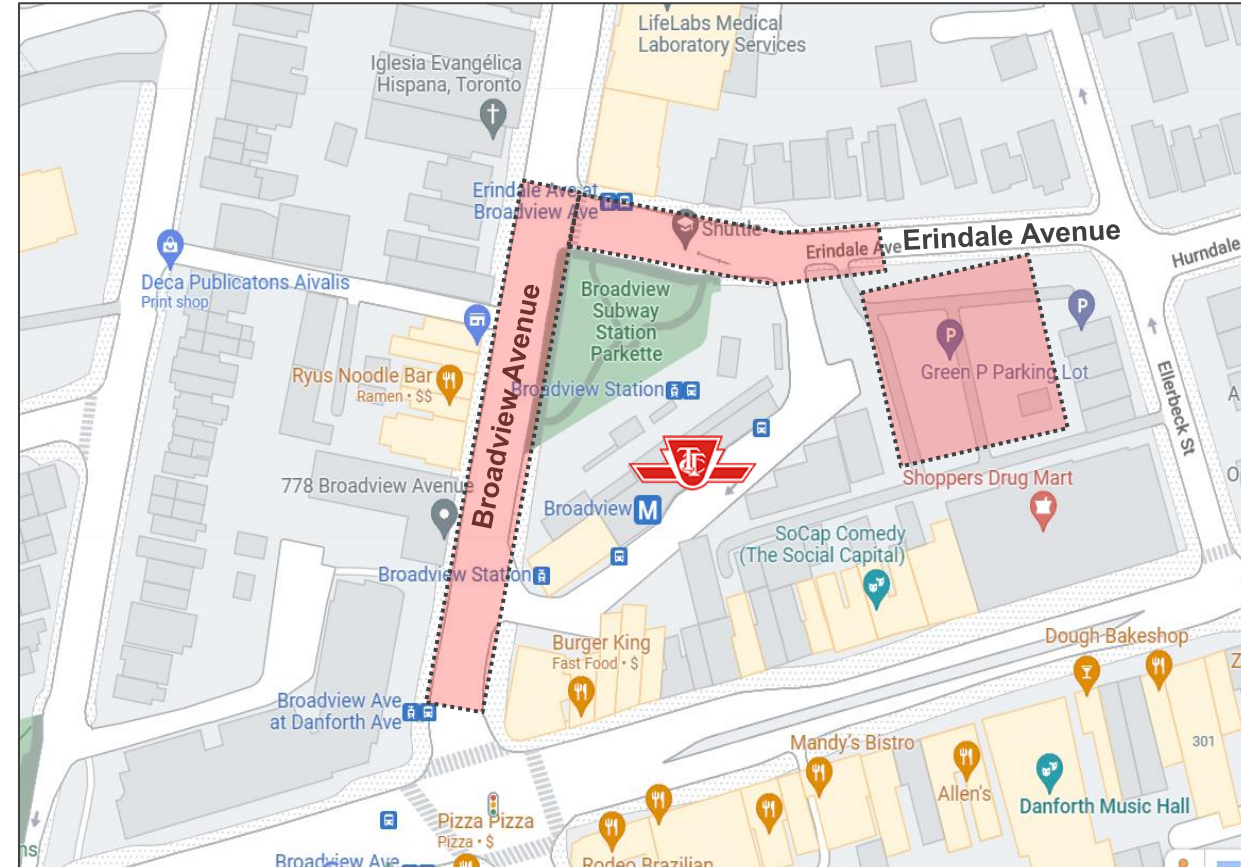 LifeLabs Medical
Laboratory Services
Iglesia Evangélica
Hispana, Toronto
Erindale Ave at
Broadview Ave
Shuttle
Erindale Ave
Erindale Avenue
Hurndale
Deca Publicatons Aivalis
Print shop
Broadview
Subway
Station
Parkette
P
P
Green P Parking Lot
Ellerbeck St
Ryus Noodle Bar
Ramen • $$
Broadview Station
Broadview Avenue
TTC
778 Broadview Avenue
Broadview
M
Shoppers Drug Mart
SoCap Comedy
(The Social Capital)
Broadview Station
Burger King
Fast Food • $
Dough Bakeshop
Broadview Ave
at Danforth Ave
Mandy's Bistro
301
Allen's
Danforth Music Hall
Pizza Pizza
Pizza • $
Broadview Ave
Rodeo Brazilian